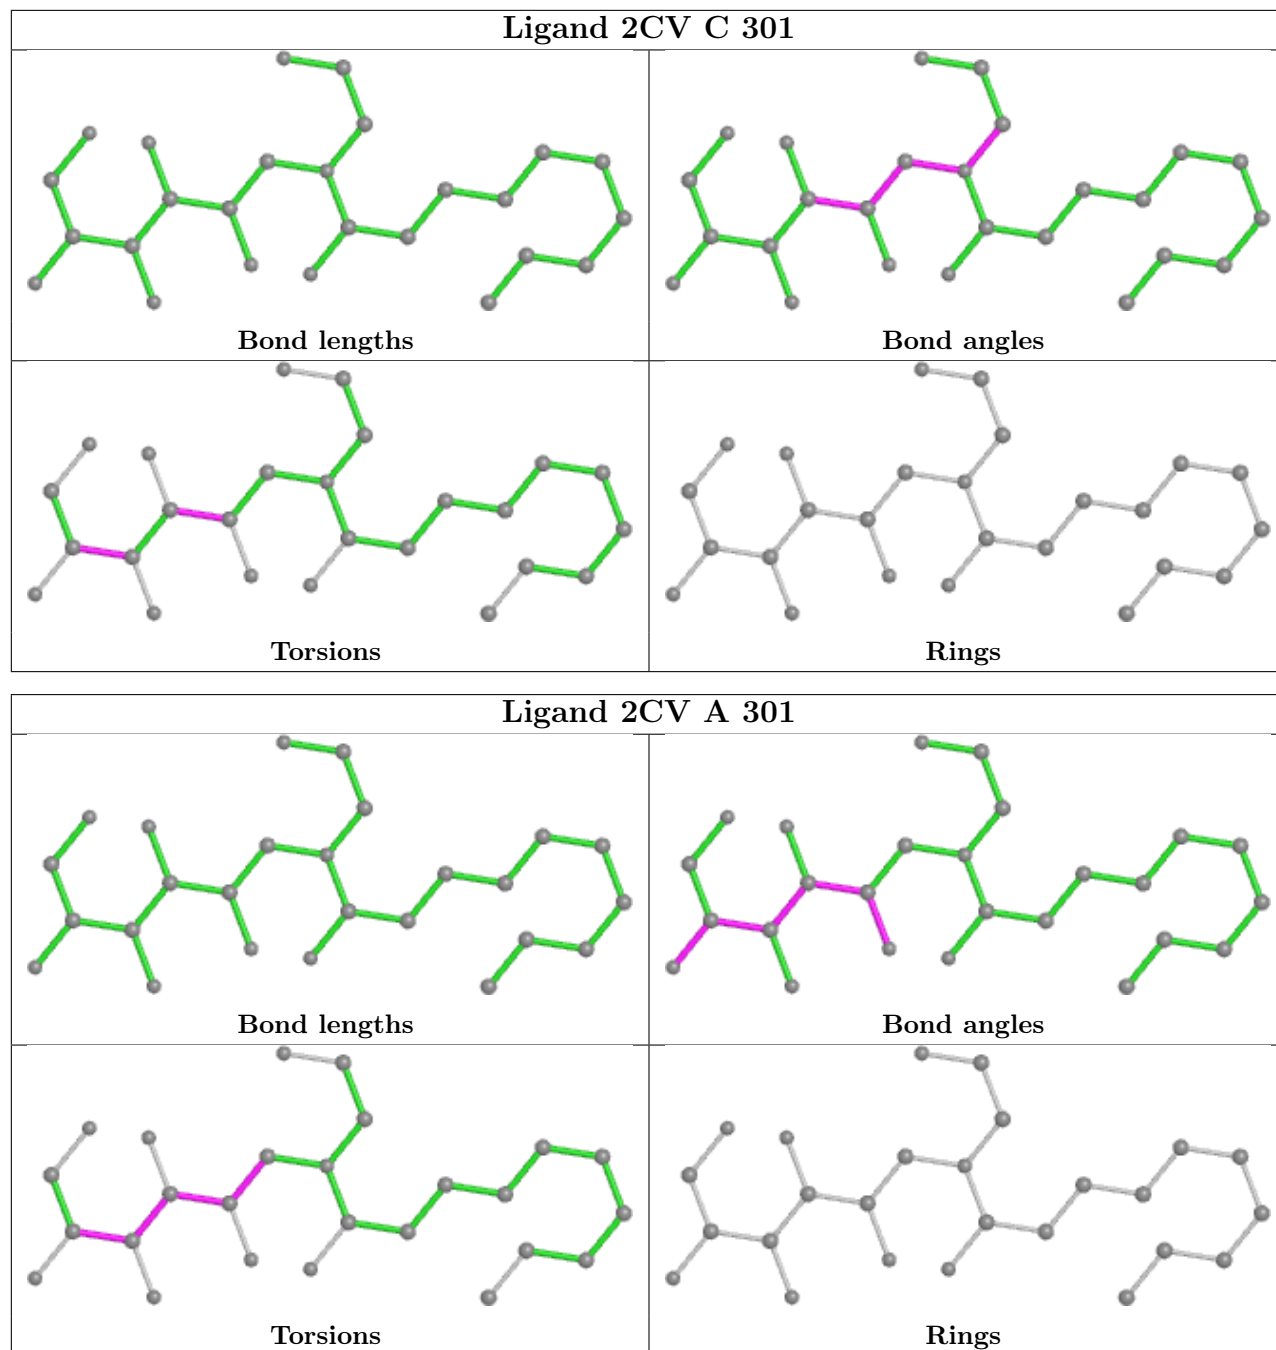 Ligand 2CV C 301
Bond lengths
Bond angles
Torsions
Rings
Ligand 2CV A 301
Bond lengths
Bond angles
Torsions
Rings